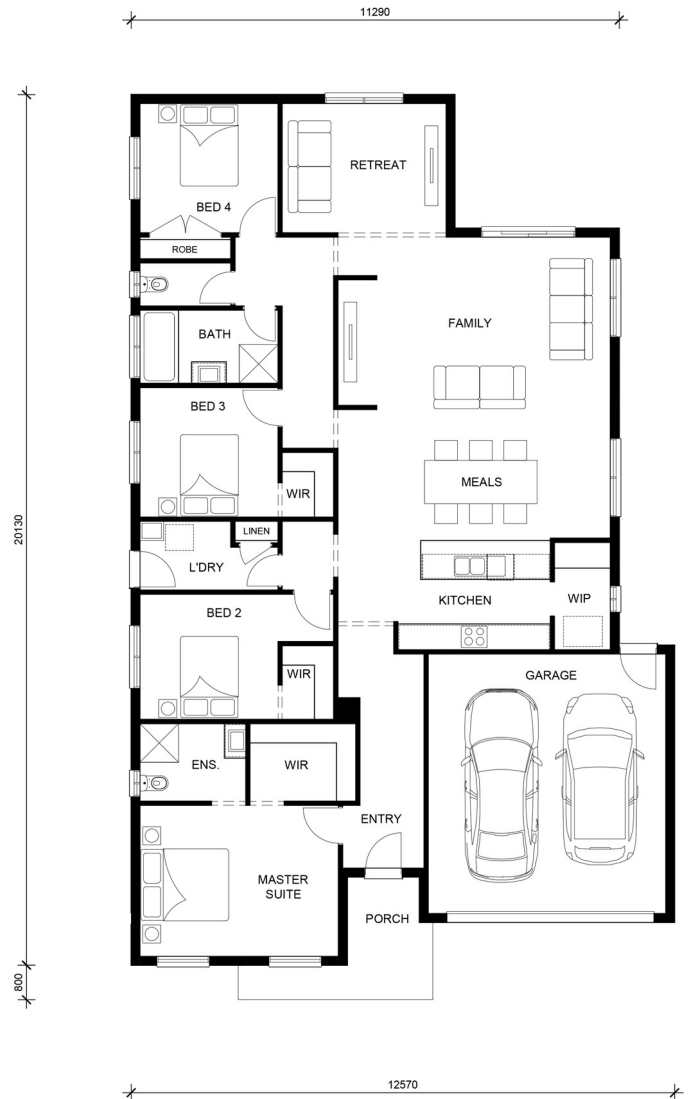 11290
RETREAT
BED 4
ROBE
FAMILY
BATH
BED 3
MEALS
WIR
20130
LINEN
L'DRY
KITCHEN
WIP
BED 2
WIR
GARAGE
ENS.
WIR
ENTRY
MASTER
SUITE
PORCH
800
12570